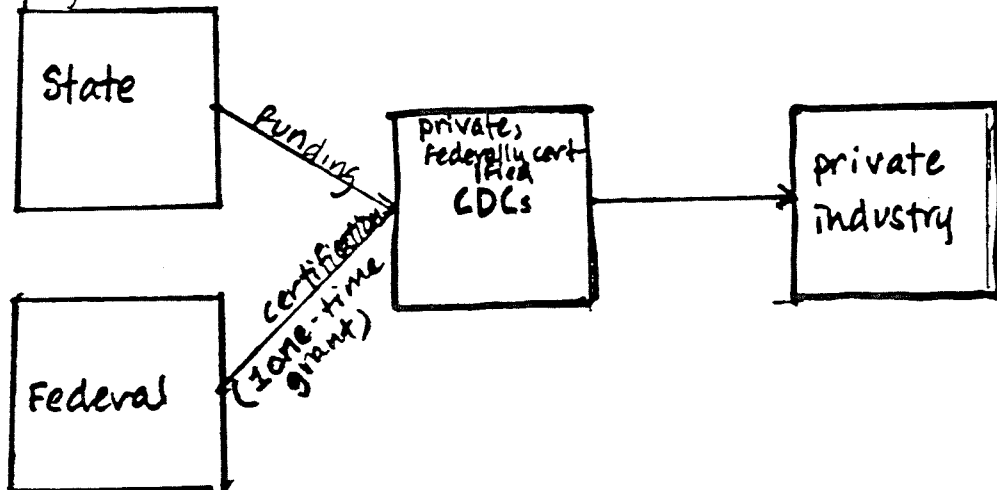 State
funding
private,
Federally cert-
ified
CDCs
private
industry
certification
(1 one-time
grant)
Federal